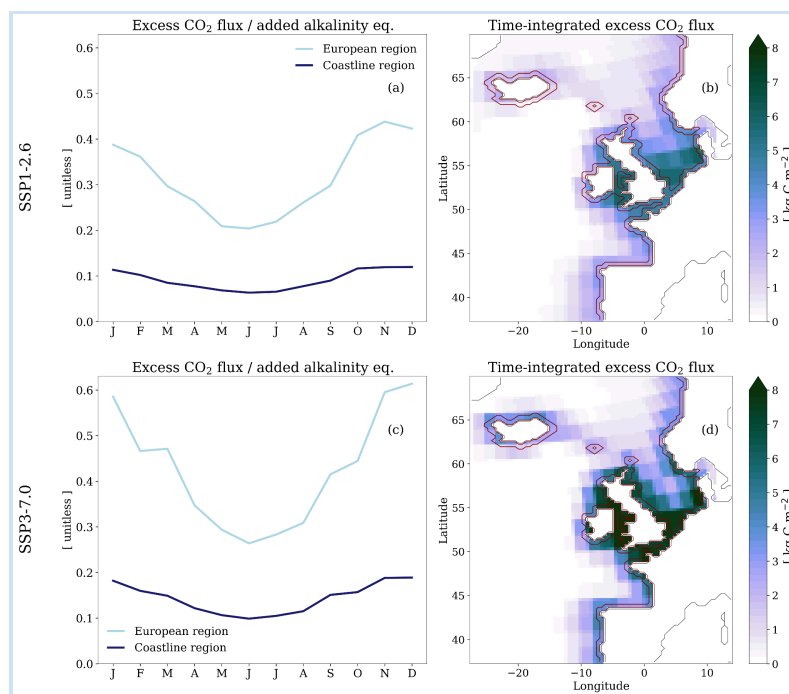 Excess CO₂ flux / added alkalinity eq.
Time-integrated excess CO₂ flux
SSP1-2.6
[ unitless ]
0.6
0.5
0.4
0.3
0.2
0.1
0.0
European region
Coastline region
(a)
J F M A M J J A S O N D
Latitude
65
60
55
50
45
40
(b)
−20 −10 0 10
Longitude
8
7
6
5
4
3
2
1
0
[ kg C m⁻² ]
Excess CO₂ flux / added alkalinity eq.
Time-integrated excess CO₂ flux
SSP3-7.0
[ unitless ]
0.6
0.5
0.4
0.3
0.2
0.1
0.0
(c)
European region
Coastline region
J F M A M J J A S O N D
Latitude
65
60
55
50
45
40
(d)
−20 −10 0 10
Longitude
8
7
6
5
4
3
2
1
0
[ kg C m⁻² ]